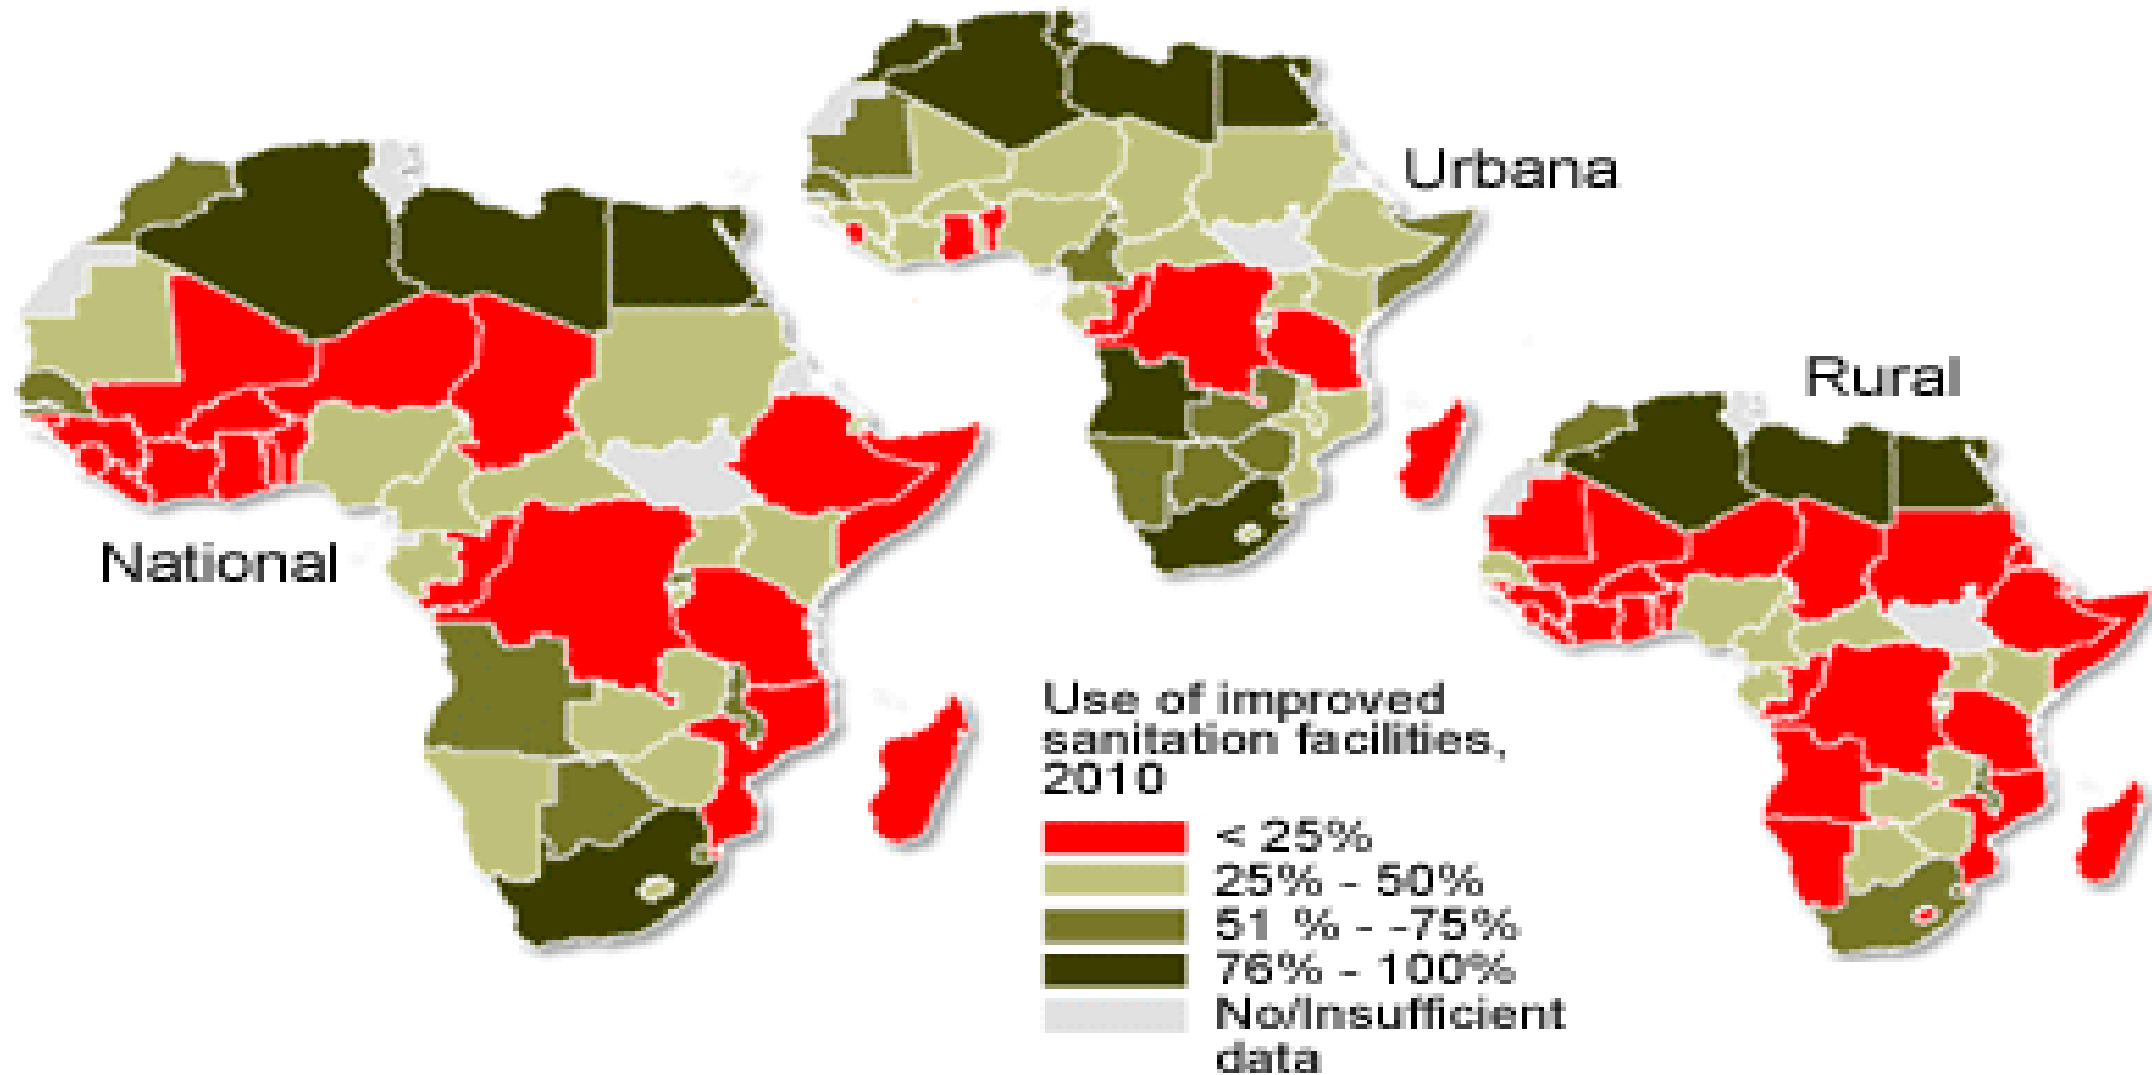 Urbana
Rural
National
Use of improved
sanitation facilities,
2010
< 25%
25% - 50%
51 % - -75%
76% - 100%
No/Insufficient
data